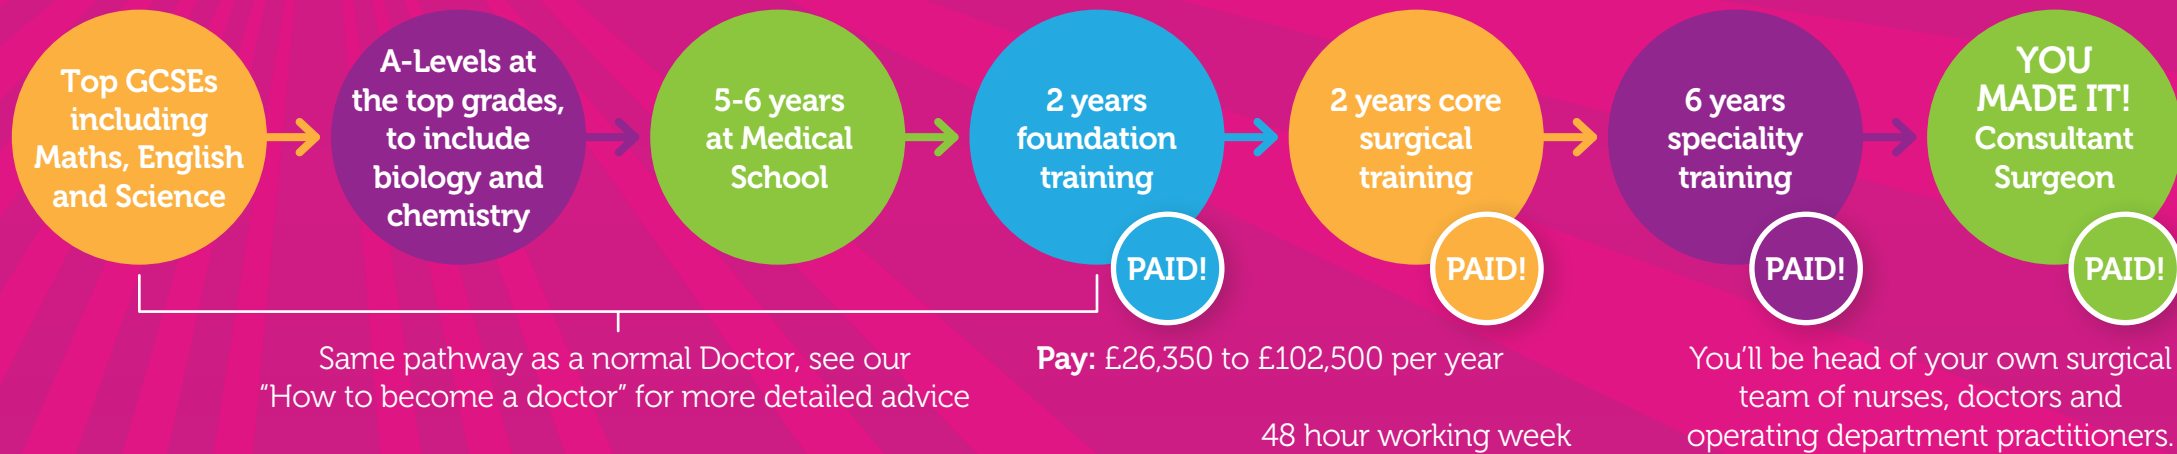 Top GCSEs
including
Maths, English
and Science
A-Levels at
the top grades,
to include
biology and
chemistry
5-6 years
at Medical
School
2 years
foundation
training
PAID!
2 years core
surgical
training
PAID!
6 years
speciality
training
PAID!
YOU
MADE IT!
Consultant
Surgeon
PAID!
Same pathway as a normal Doctor, see our
“How to become a doctor” for more detailed advice
Pay: £26,350 to £102,500 per year
48 hour working week
You’ll be head of your own surgical
team of nurses, doctors and
operating department practitioners.